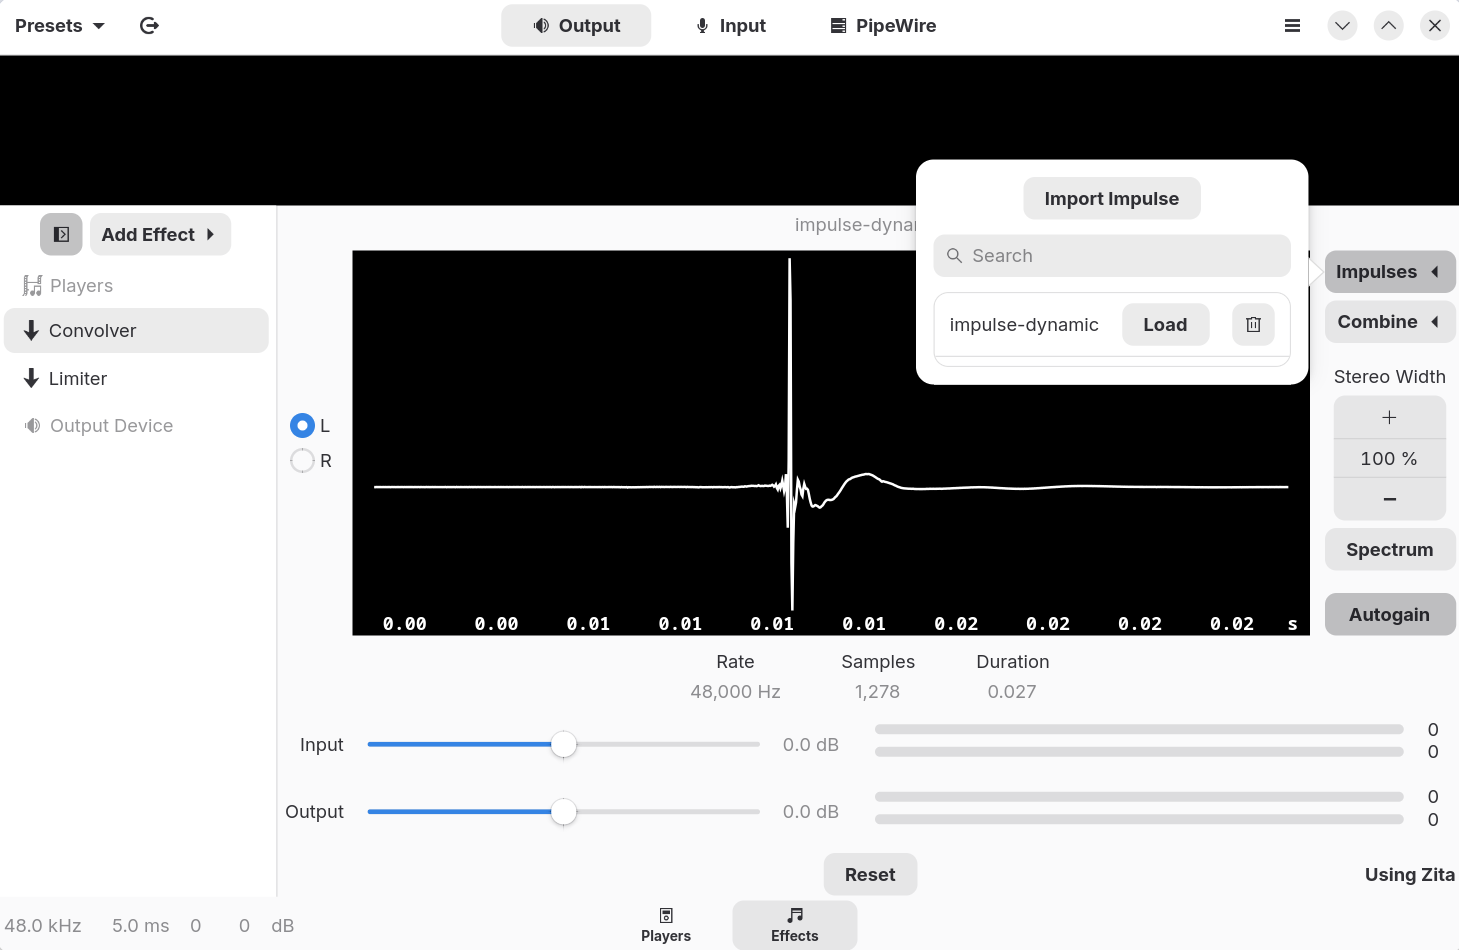 Presets
Output
Input
PipeWire
Import Impulse
Search
impulse-dynamic
Load
Add Effect
Players
Convolver
Limiter
Output Device
impulse-dyna
L
R
0.00 0.00 0.01 0.01 0.01 0.01 0.02 0.02 0.02 0.02 s
Impulses
Combine
Stereo Width
+
100 %
−
Spectrum
Autogain
Rate Samples Duration
48,000 Hz 1,278 0.027
Input 0.0 dB 0
0
Output 0.0 dB 0
0
Reset
Using Zita
48.0 kHz 5.0 ms 0 0 dB
Players
Effects